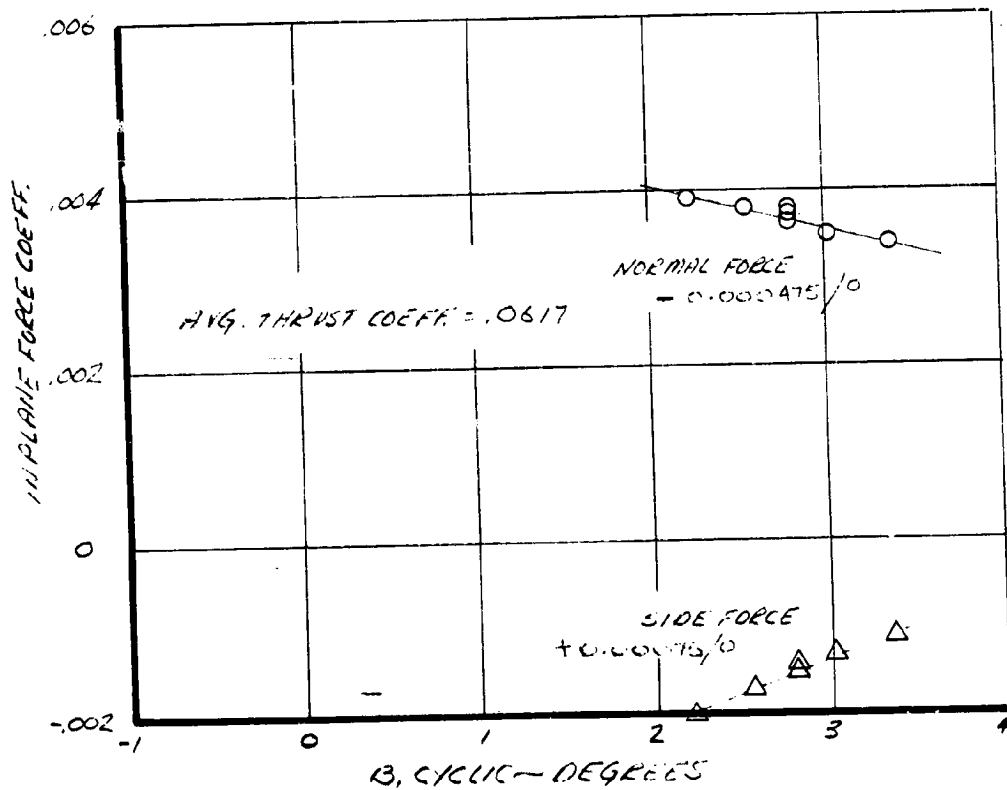 .006
.004
.002
0
-.002
INPLANE FORCE COEFF.
NORMAL FORCE
- 0.000475/0
AVG. THRUST COEFF. = .0617
SIDE FORCE
-1
0
1
2
3
4
B, CYCLIC — DEGREES